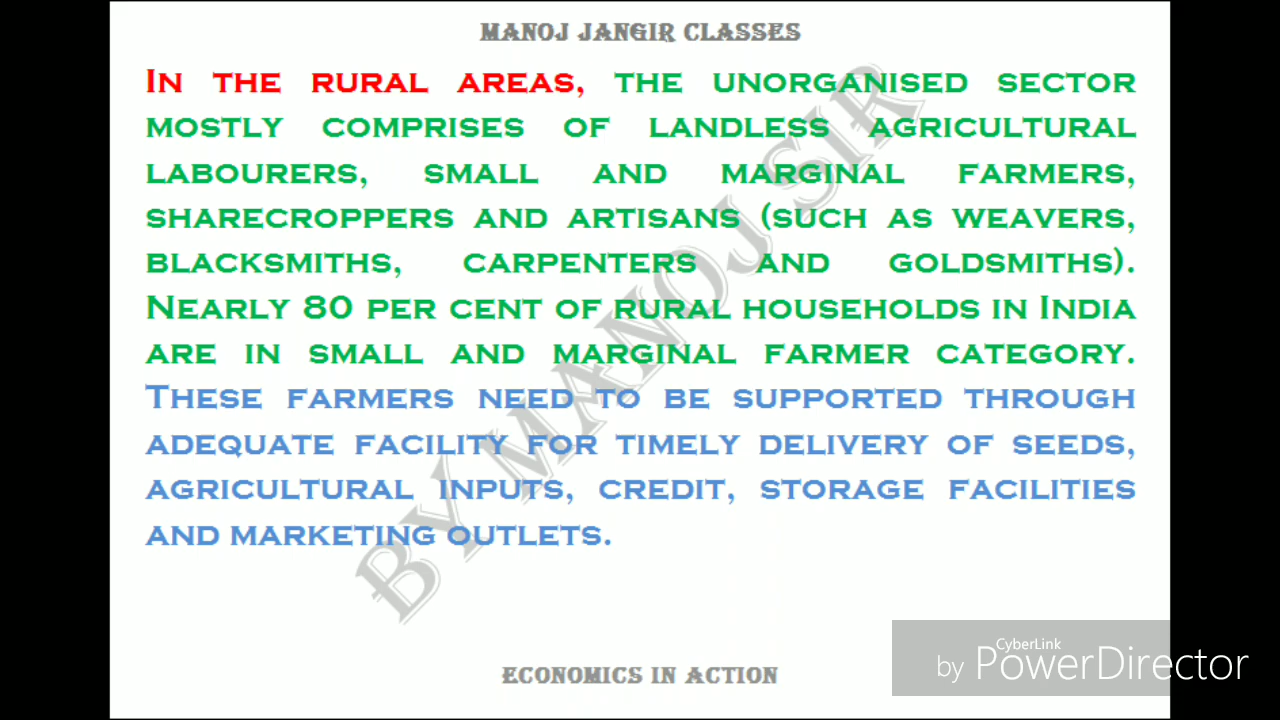 MANOJ JANGIR CLASSES
IN THE RURAL AREAS, THE UNORGANISED SECTOR
MOSTLY COMPRISES OF LANDLESS AGRICULTURAL
LABOURERS, SMALL AND MARGINAL FARMERS,
SHARECROPPERS AND ARTISANS (SUCH AS WEAVERS,
BLACKSMITHS, CARPENTERS AND GOLDSMITHS).
NEARLY 80 PER CENT OF RURAL HOUSEHOLDS IN INDIA
ARE IN SMALL AND MARGINAL FARMER CATEGORY.
THESE FARMERS NEED TO BE SUPPORTED THROUGH
ADEQUATE FACILITY FOR TIMELY DELIVERY OF SEEDS,
AGRICULTURAL INPUTS, CREDIT, STORAGE FACILITIES
AND MARKETING OUTLETS.
BY MANOJ SIR
ECONOMICS IN ACTION
CyberLink
by PowerDirector